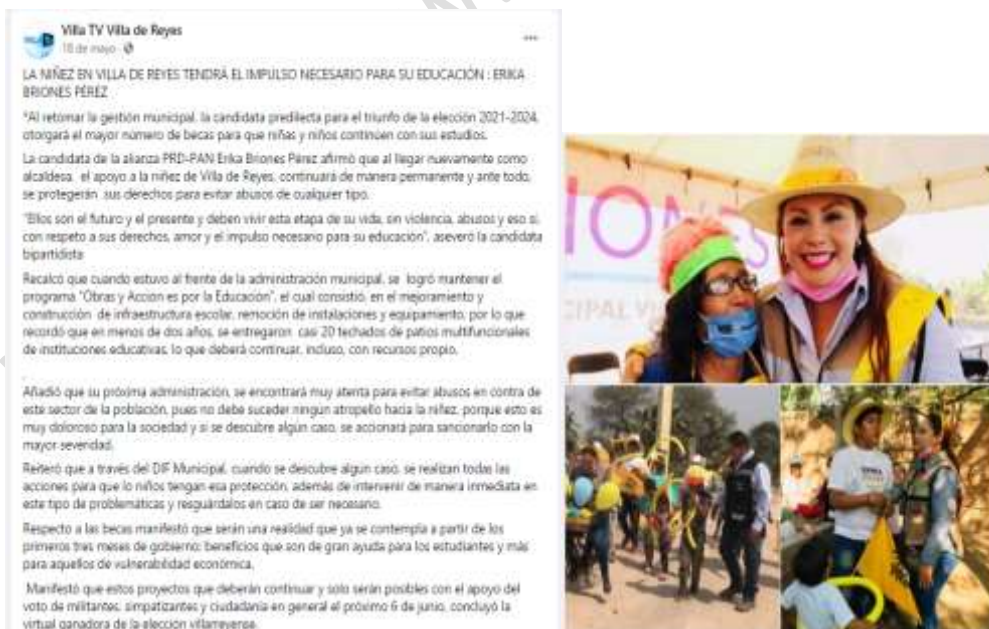 Villa TV Villa de Reyes
18 de mayo
LA NIÑEZ EN VILLA DE REYES TENDRÁ EL IMPULSO NECESARIO PARA SU EDUCACIÓN : ERIKA
BRIONES PÉREZ
*Al retomar la gestión municipal, la candidata predilecta para el triunfo de la elección 2021-2024,
otorgará el mayor número de becas para que niñas y niños continúen con sus estudios.
La candidata de la alianza PRD-PAN Erika Briones Pérez afirmó que al llegar nuevamente como
alcaldesa, el apoyo a la niñez de Villa de Reyes, continuará de manera permanente y ante todo,
se protegerán sus derechos para evitar abusos de cualquier tipo.
"Ellos son el futuro y el presente y deben vivir esta etapa de su vida, sin violencia, abusos y eso si,
con respeto a sus derechos, amor y el impulso necesario para su educación", aseveró la candidata
bipartidista
Recalcó que cuando estuvo al frente de la administración municipal, se logró mantener el
programa "Obras y Acción es por la Educación", el cual consistió, en el mejoramiento y
construcción de infraestructura escolar, remoción de instalaciones y equipamiento, por lo que
recordó que en menos de dos años, se entregaron casi 20 techados de patios multifuncionales
de instituciones educativas, lo que deberá continuar, incluso, con recursos propio.
Añadió que su próxima administración, se encontrará muy atenta para evitar abusos en contra de
este sector de la población, pues no debe suceder ningún atropello hacia la niñez, porque esto es
muy doloroso para la sociedad y si se descubre algún caso, se accionará para sancionarlo con la
mayor severidad.
Reiteró que a través del DIF Municipal, cuando se descubre algun caso, se realizan todas las
acciones para que lo niños tengan esa protección, además de intervenir de manera inmediata en
este tipo de problemáticas y resguárdalos en caso de ser necesario.
Respecto a las becas manifestó que serán una realidad que ya se contempla a partir de los
primeros tres meses de gobierno; beneficios que son de gran ayuda para los estudiantes y más
para aquellos de vulnerabilidad económica.
Manifestó que estos proyectos que deberán continuar y solo serán posibles con el apoyo del
voto de militantes, simpatizantes y ciudadanía en general el próximo 6 de junio, concluyó la
virtual ganadora de la elección villarreyense.
IONES
CIPAL VI